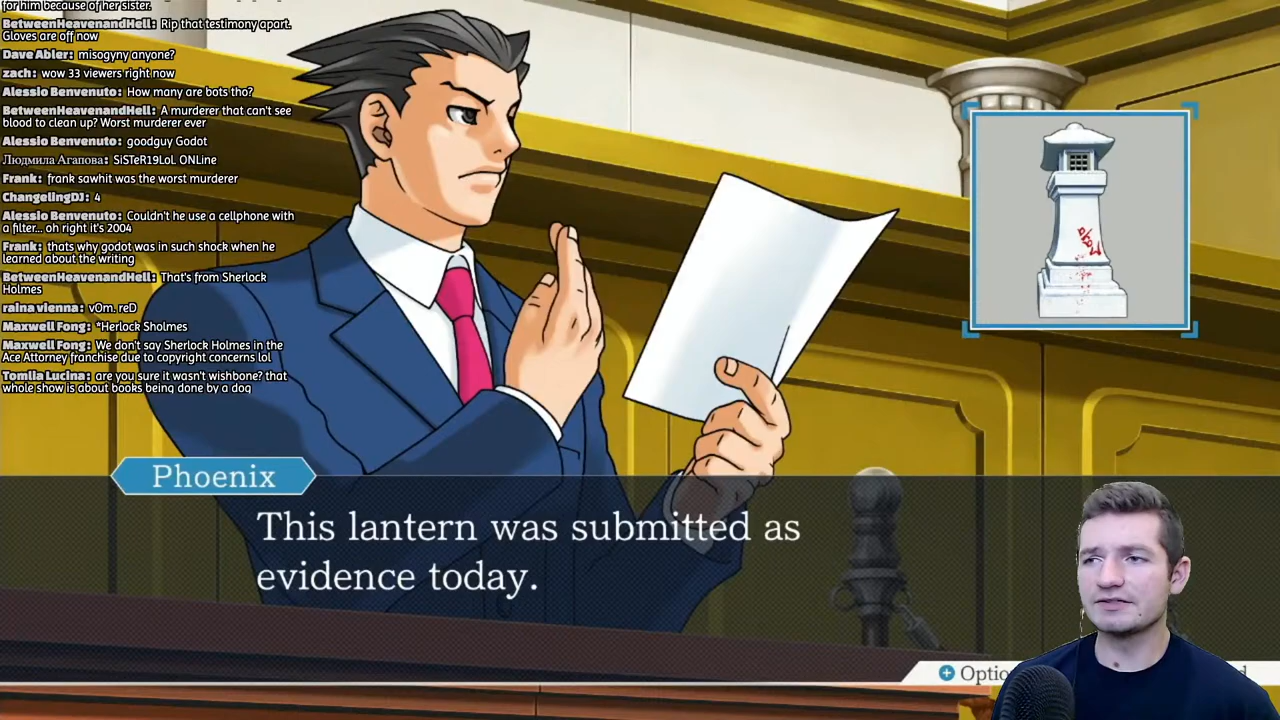 for him because of her sister.
BetweenHeavenandHell: Rip that testimony apart.
Gloves are off now
Dave Abler: misogyny anyone?
zach: wow 33 viewers right now
Alessio Benvenuto: How many are bots tho?
BetweenHeavenandHell: A murderer that can't see
blood to clean up? Worst murderer ever
Alessio Benvenuto: goodguy Godot
Людмила Агапова: SiSTeR19LoL ONLine
Frank: frank sawhit was the worst murderer
ChangelingDJ: 4
Alessio Benvenuto: Couldn't he use a cellphone with
a filter... oh right it's 2004
Frank: thats why godot was in such shock when he
learned about the writing
BetweenHeavenandHell: That's from Sherlock
Holmes
raina vienna: vOm. reD
Maxwell Fong: *Herlock Sholmes
Maxwell Fong: We don't say Sherlock Holmes in the
Ace Attorney franchise due to copyright concerns lol
Tomlia Lucina: are you sure it wasn't wishbone? that
whole show is about books being done by a dog
Phoenix
This lantern was submitted as
evidence today.